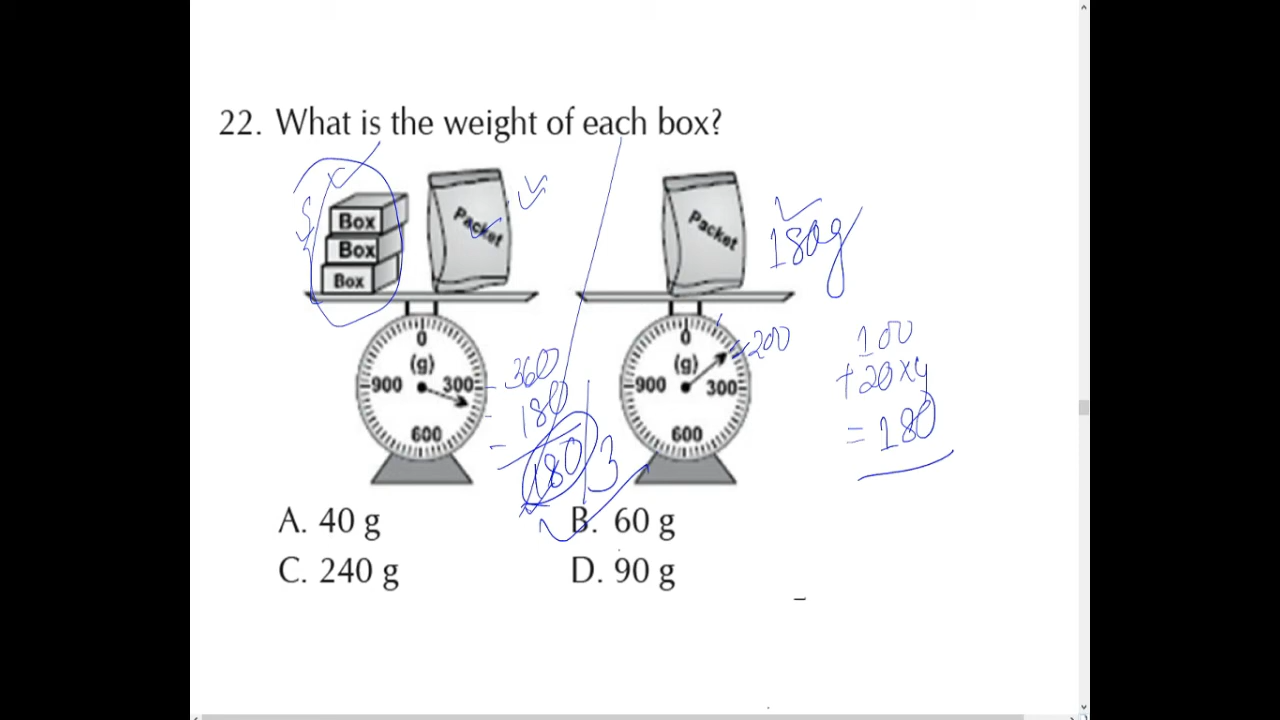 22. What is the weight of each box?
Box
Box
Box
Packet
Packet
180g
0
(g)
900
300
600
0
(g)
900
300
600
200
360
180
180
3
100
+20x4
= 180
A. 40 g
B. 60 g
C. 240 g
D. 90 g